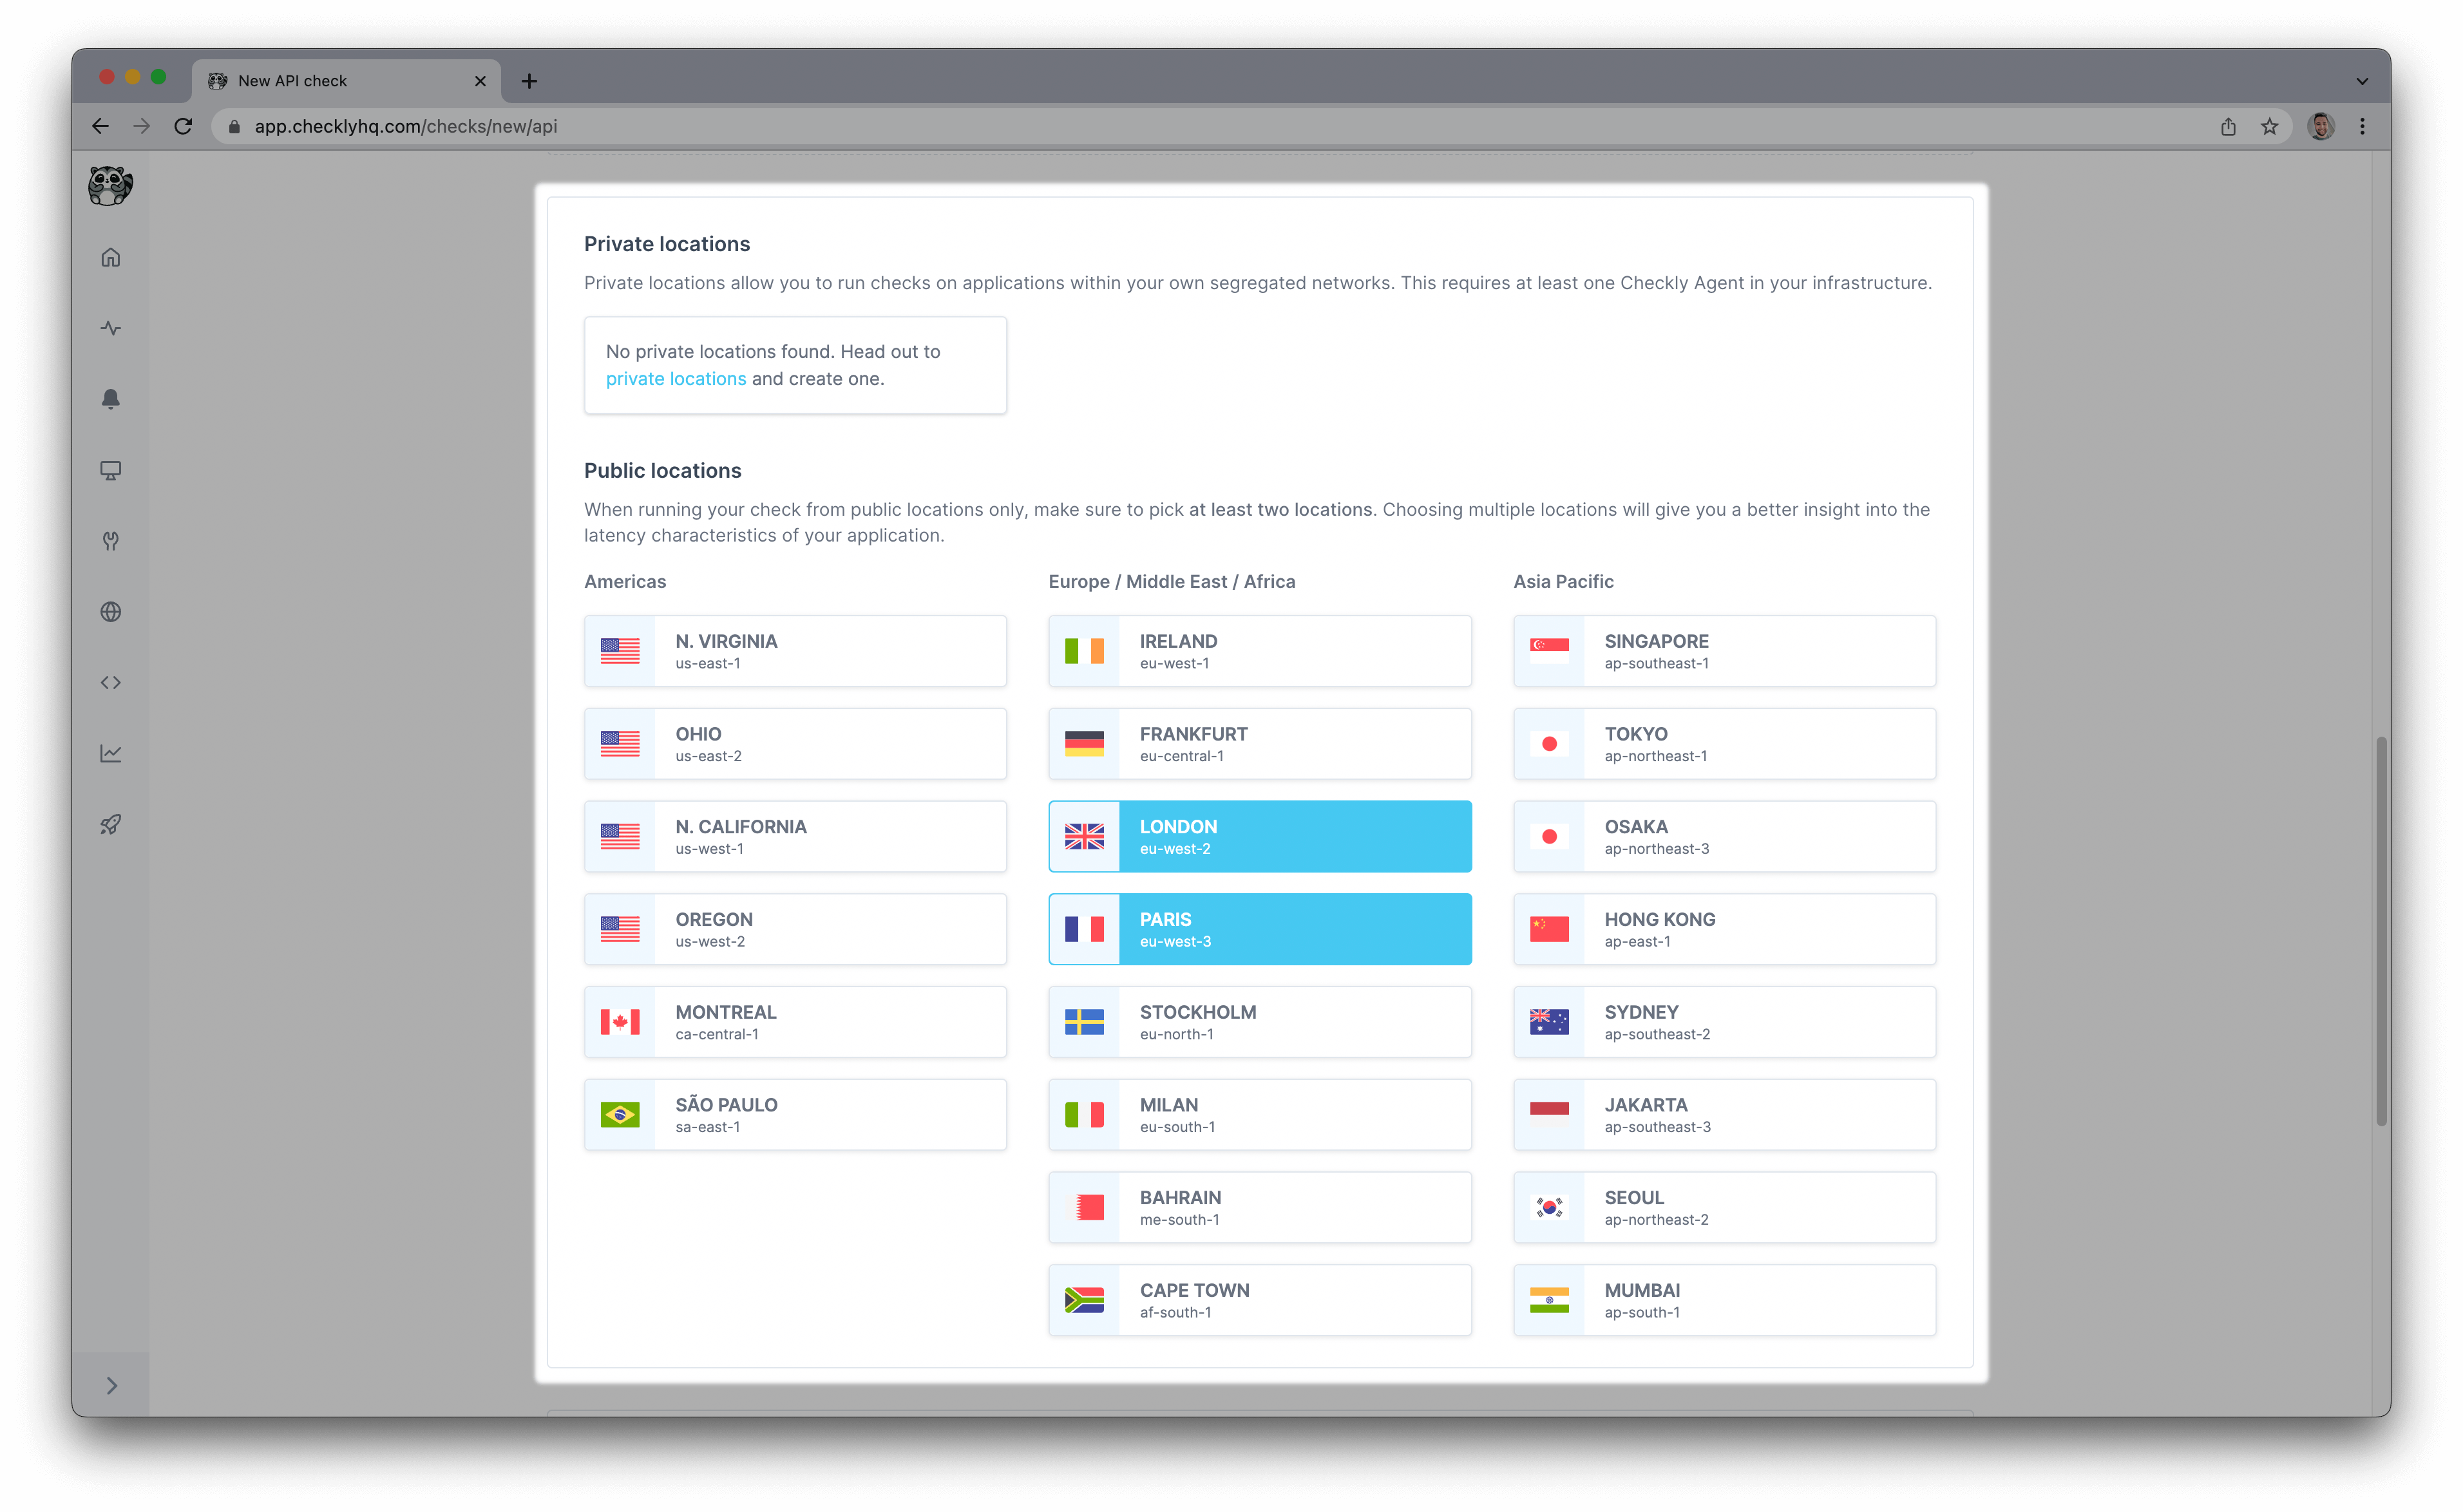 New API check
app.checklyhq.com/checks/new/api
Private locations
Private locations allow you to run checks on applications within your own segregated networks. This requires at least one Checkly Agent in your infrastructure.
No private locations found. Head out to
private locations and create one.
Public locations
When running your check from public locations only, make sure to pick at least two locations. Choosing multiple locations will give you a better insight into the
latency characteristics of your application.
Americas
N. VIRGINIA
us-east-1
OHIO
us-east-2
N. CALIFORNIA
us-west-1
OREGON
us-west-2
MONTREAL
ca-central-1
SÃO PAULO
sa-east-1
Europe / Middle East / Africa
IRELAND
eu-west-1
FRANKFURT
eu-central-1
LONDON
eu-west-2
PARIS
eu-west-3
STOCKHOLM
eu-north-1
MILAN
eu-south-1
BAHRAIN
me-south-1
CAPE TOWN
af-south-1
Asia Pacific
SINGAPORE
ap-southeast-1
TOKYO
ap-northeast-1
OSAKA
ap-northeast-3
HONG KONG
ap-east-1
SYDNEY
ap-southeast-2
JAKARTA
ap-southeast-3
SEOUL
ap-northeast-2
MUMBAI
ap-south-1